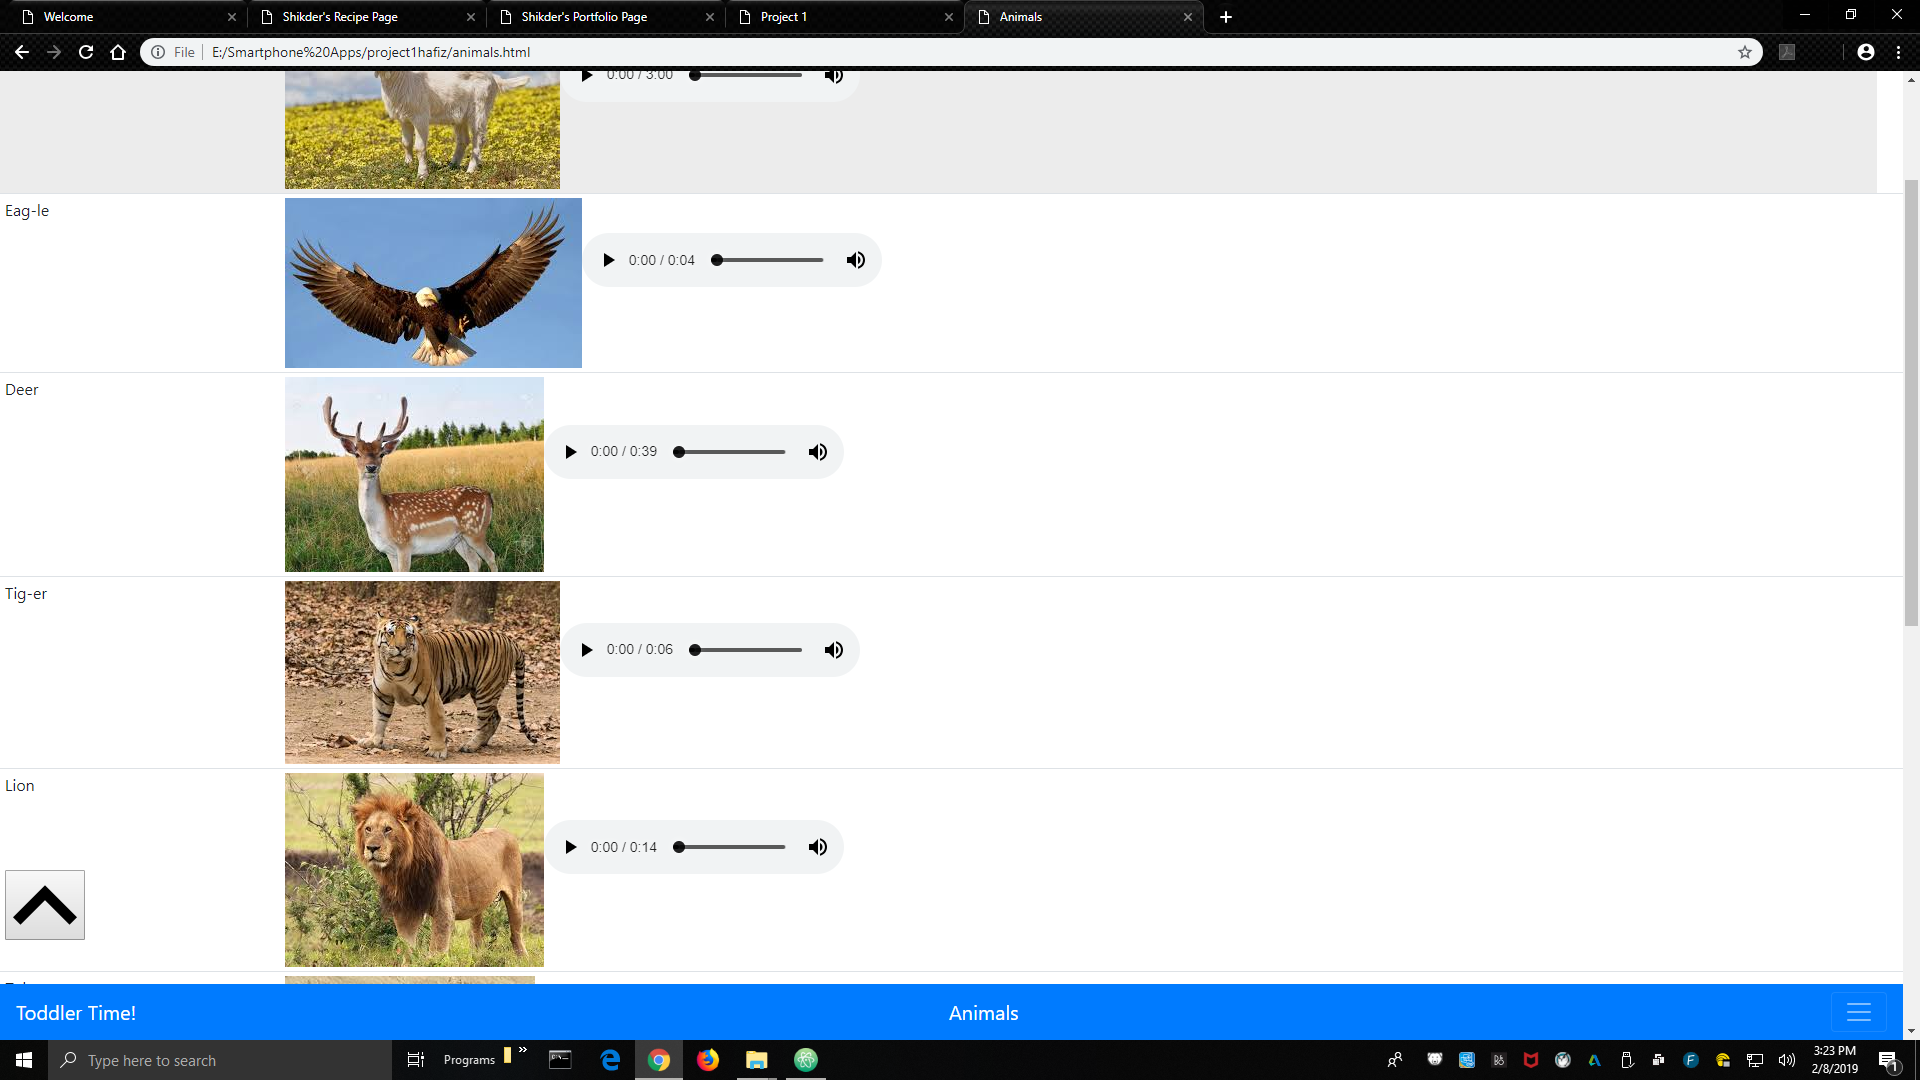 Welcome
Shikder's Recipe Page
Shikder's Portfolio Page
Project 1
Animals
File
E:/Smartphone%20Apps/project1hafiz/animals.html
0:00 / 3:00
Eag-le
0:00 / 0:04
Deer
0:00 / 0:39
Tig-er
0:00 / 0:06
Lion
0:00 / 0:14
Toddler Time!
Animals
Type here to search
Programs
3:23 PM
2/8/2019
1